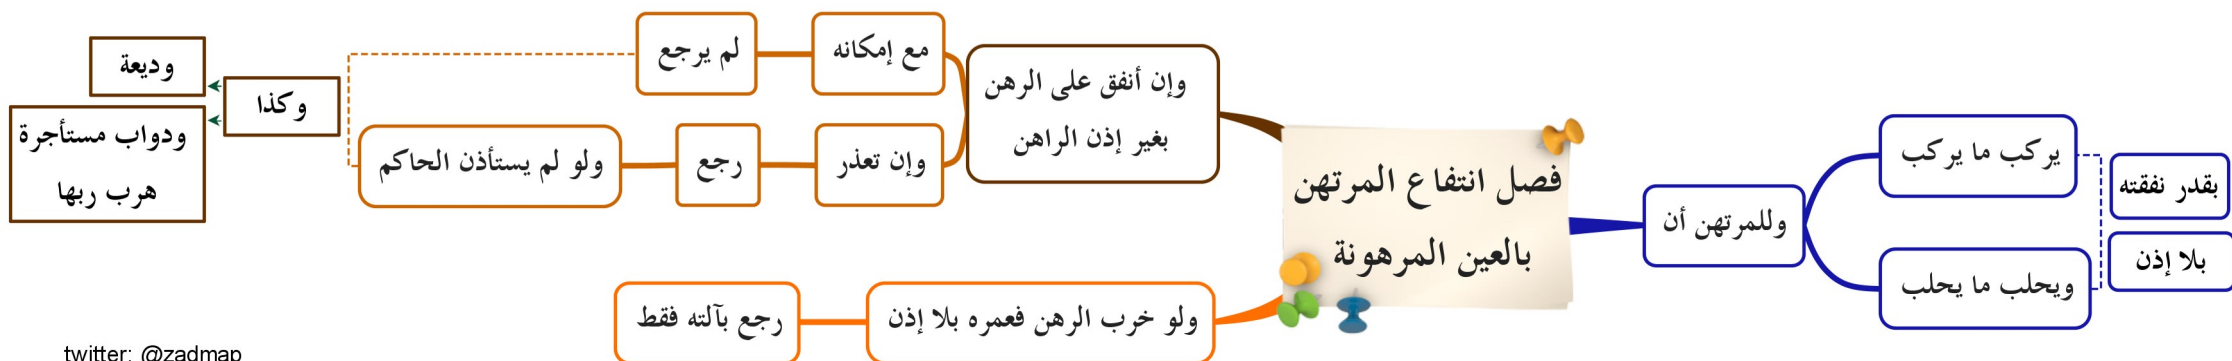 فصل انتفاع المرتهن
بالعين المرهونة
وللمرتهن أن
يركب ما يركب
ويحلب ما يحلب
بقدر نفقته
بلا إذن
وإن أنفق على الرهن
بغير إذن الراهن
مع إمكانه
لم يرجع
وإن تعذر
رجع
ولو لم يستأذن الحاكم
وكذا
وديعة
ودواب مستأجرة
هرب ربها
ولو خرب الرهن فعمره بلا إذن
رجع بآلته فقط
twitter: @zadmap